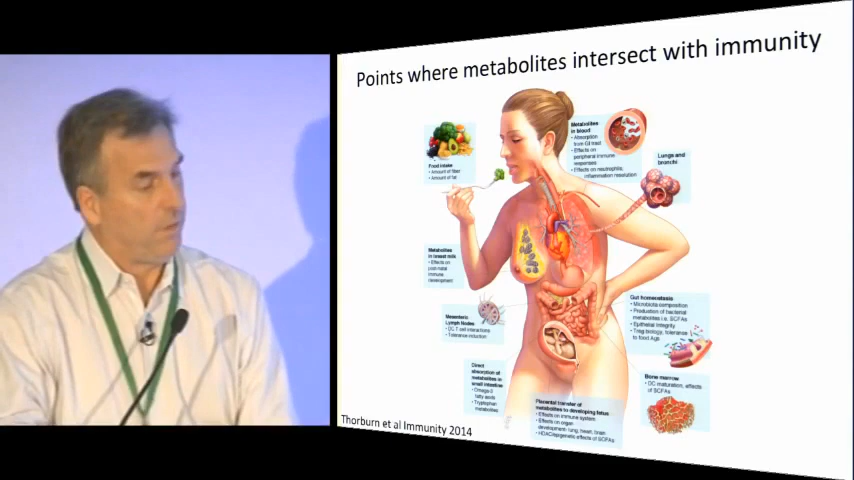 Points where metabolites intersect with immunity
Food intake
• Amount of fiber
• Amount of fat
Metabolites
in blood
• Absorption
from GI tract
• Effects on
peripheral immune
responses
• Effects on neutrophils,
inflammation resolution
Lungs and
bronchi
Metabolites
in breast milk
• Effects on
post-natal
immune
development
Mesenteric
Lymph Nodes
• DC T cell interactions
• Tolerance induction
Gut homeostasis
• Microbiota composition
• Production of bacterial
metabolites i.e. SCFAs
• Epithelial integrity
• Treg biology, tolerance
to food Ags
Direct
absorption of
metabolites in
small intestine
• Omega-3
fatty acids
• Tryptophan
metabolites
Bone marrow
• DC maturation, effects
of SCFAs
Placental transfer of
metabolites to developing fetus
• Effects on immune system
• Effects on organ
development- lung, heart, brain
• HDAC/epigenetic effects of SCFAs
Thorburn et al Immunity 2014